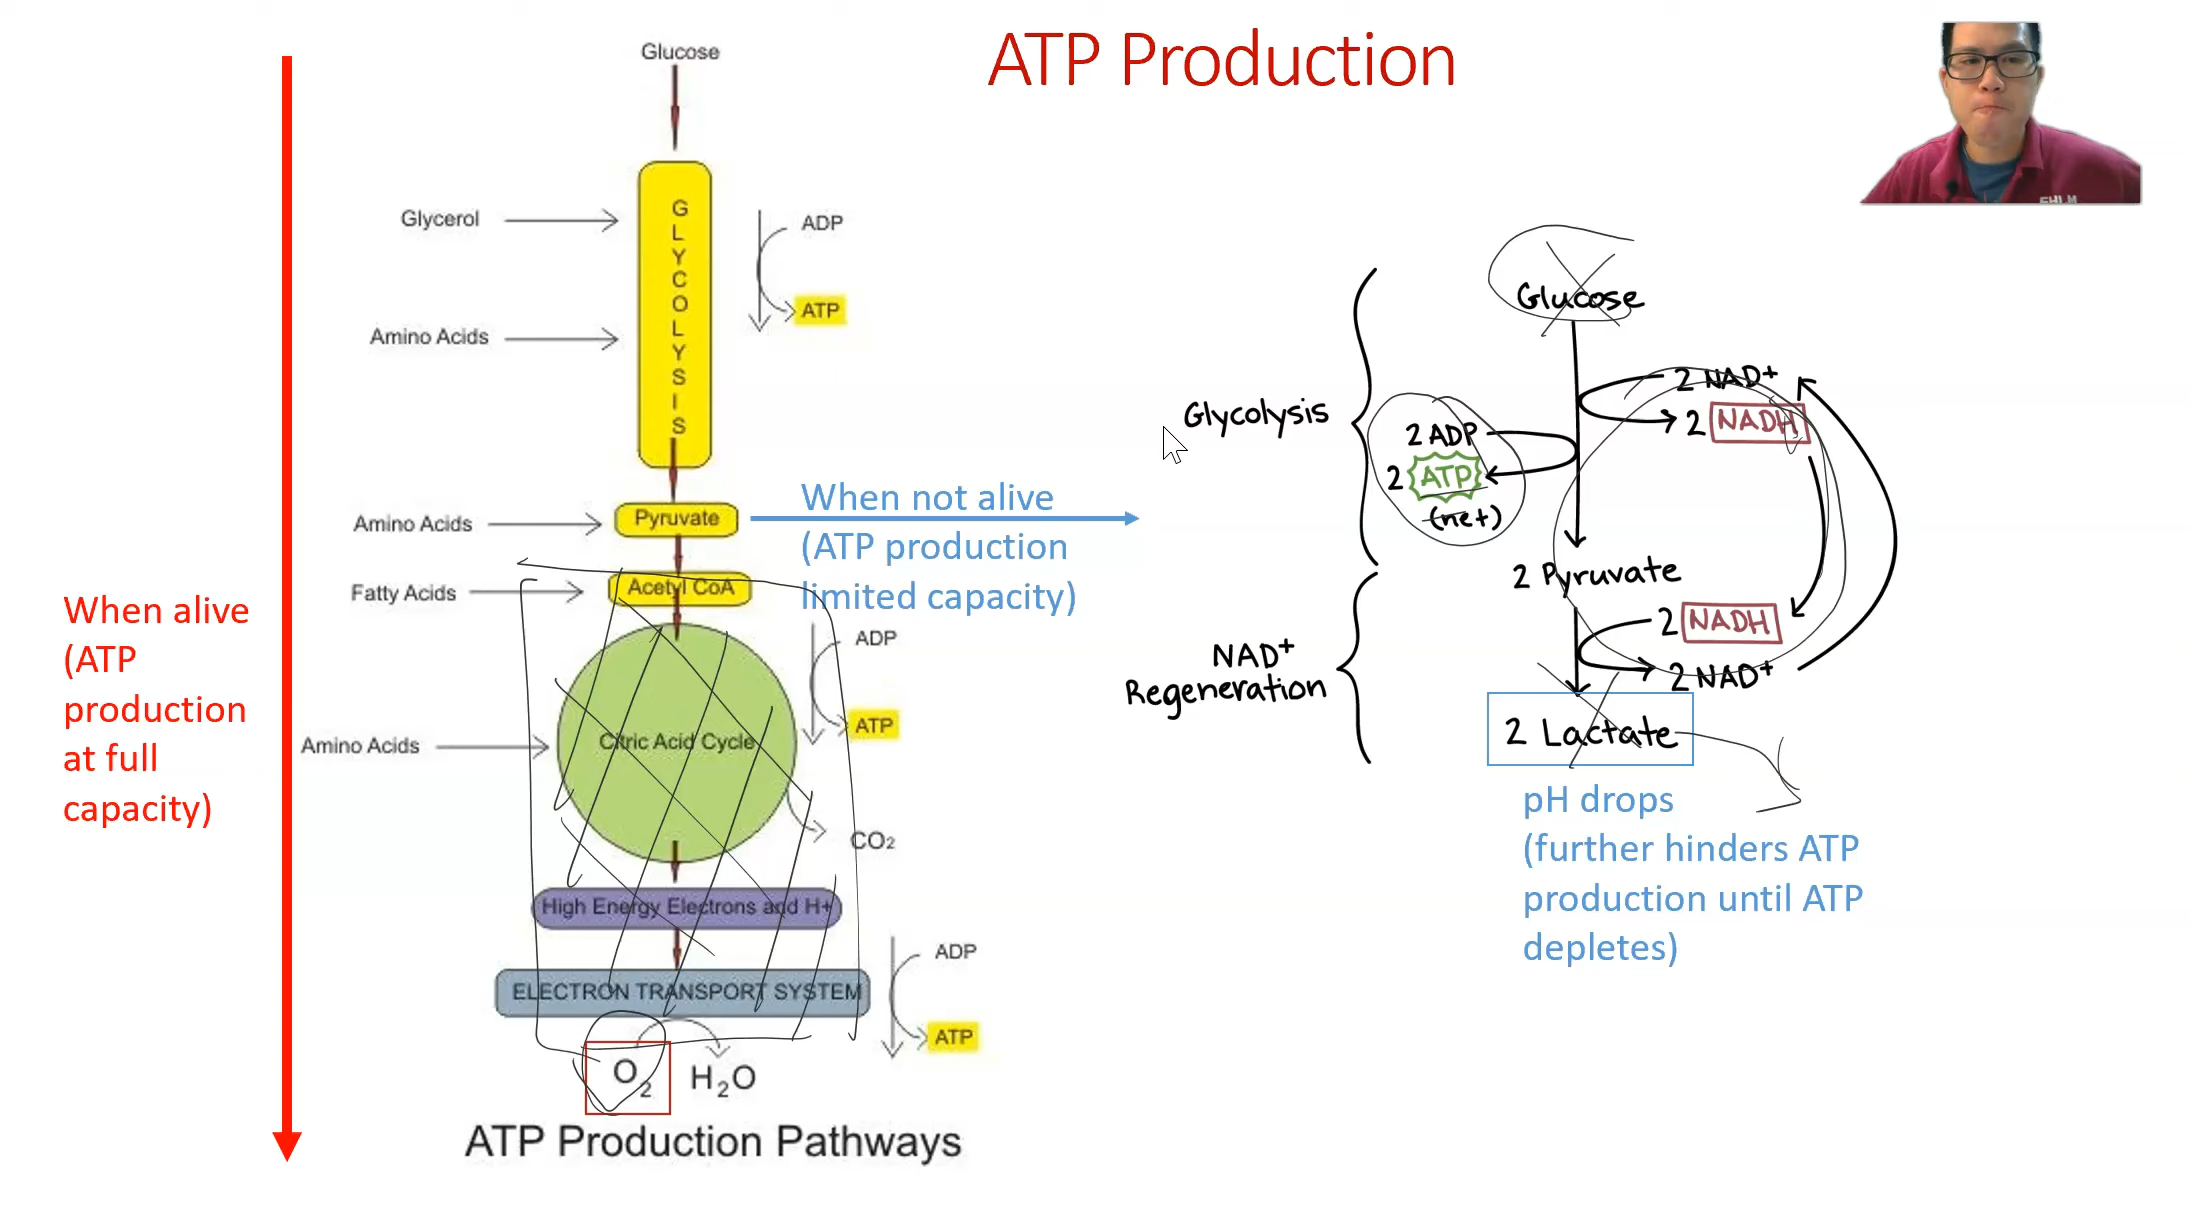 ATP Production
Glucose
GLYCOLYSIS
Glycerol
ADP
ATP
Amino Acids
Amino Acids
Pyruvate
When not alive
(ATP production
limited capacity)
Fatty Acids
Acetyl CoA
ADP
ATP
Amino Acids
Citric Acid Cycle
CO2
High Energy Electrons and H+
ELECTRON TRANSPORT SYSTEM
ADP
ATP
O2
H2O
ATP Production Pathways
When alive
(ATP
production
at full
capacity)
Glucose
2 NAD+
2 NADH
Glycolysis
2 ADP
2 ATP
(net)
2 Pyruvate
2 NADH
2 NAD+
NAD+
Regeneration
2 Lactate
pH drops
(further hinders ATP
production until ATP
depletes)